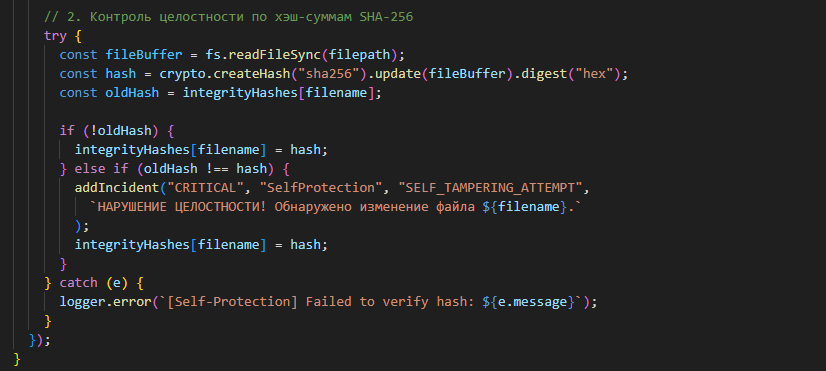 // 2. Контроль целостности по хэш-суммам SHA-256
try {
const fileBuffer = fs.readFileSync(filepath);
const hash = crypto.createHash("sha256").update(fileBuffer).digest("hex");
const oldHash = integrityHashes[filename];
if (!oldHash) {
integrityHashes[filename] = hash;
} else if (oldHash !== hash) {
addIncident("CRITICAL", "SelfProtection", "SELF_TAMPERING_ATTEMPT",
`НАРУШЕНИЕ ЦЕЛОСТНОСТИ! Обнаружено изменение файла ${filename}.`
);
integrityHashes[filename] = hash;
}
} catch (e) {
logger.error(`[Self-Protection] Failed to verify hash: ${e.message}`);
}
});
}